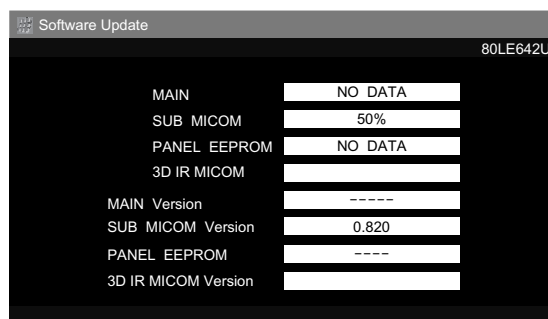 Software Update
80LE642U
MAIN NO DATA
SUB MICOM 50%
PANEL EEPROM NO DATA
3D IR MICOM
MAIN Version -----
SUB MICOM Version 0.820
PANEL EEPROM ----
3D IR MICOM Version